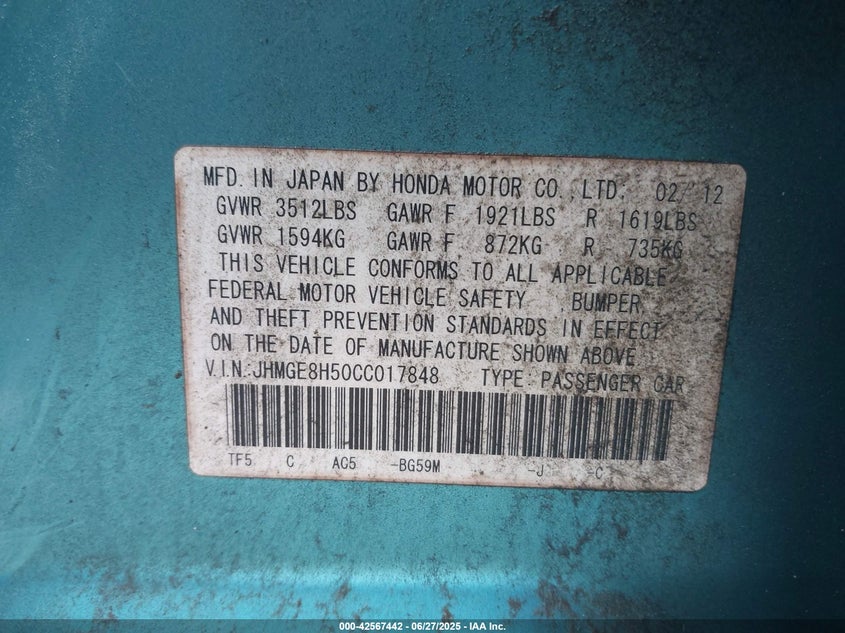 MFD. IN JAPAN BY HONDA MOTOR CO., LTD. 02/12
GVWR 3512LBS GAWR F 1921LBS R 1619LBS
GVWR 1594KG GAWR F 872KG R 735KG
THIS VEHICLE CONFORMS TO ALL APPLICABLE
FEDERAL MOTOR VEHICLE SAFETY, BUMPER,
AND THEFT PREVENTION STANDARDS IN EFFECT
ON THE DATE OF MANUFACTURE SHOWN ABOVE
V.I.N.:JHMGE8H50CC017848 TYPE: PASSENGER CAR
TF5 C AC5 -BG59M -J C
000-42567442 - 06/27/2025 - IAA Inc.